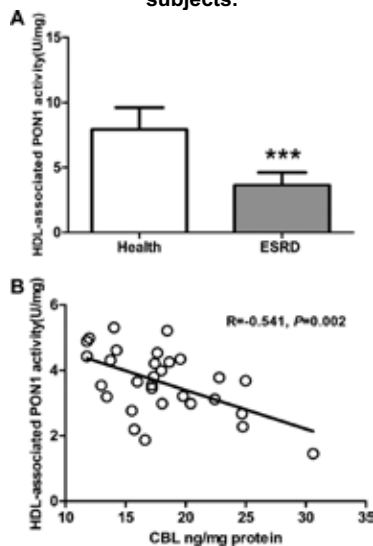 subjects.
A
HDL-associated PON1 activity(U/mg)
15
10
5
0
***
Health
ESRD
B
HDL-associated PON1 activity(U/mg)
6
4
2
0
R=-0.541, P=0.002
10
15
20
25
30
35
CBL ng/mg protein